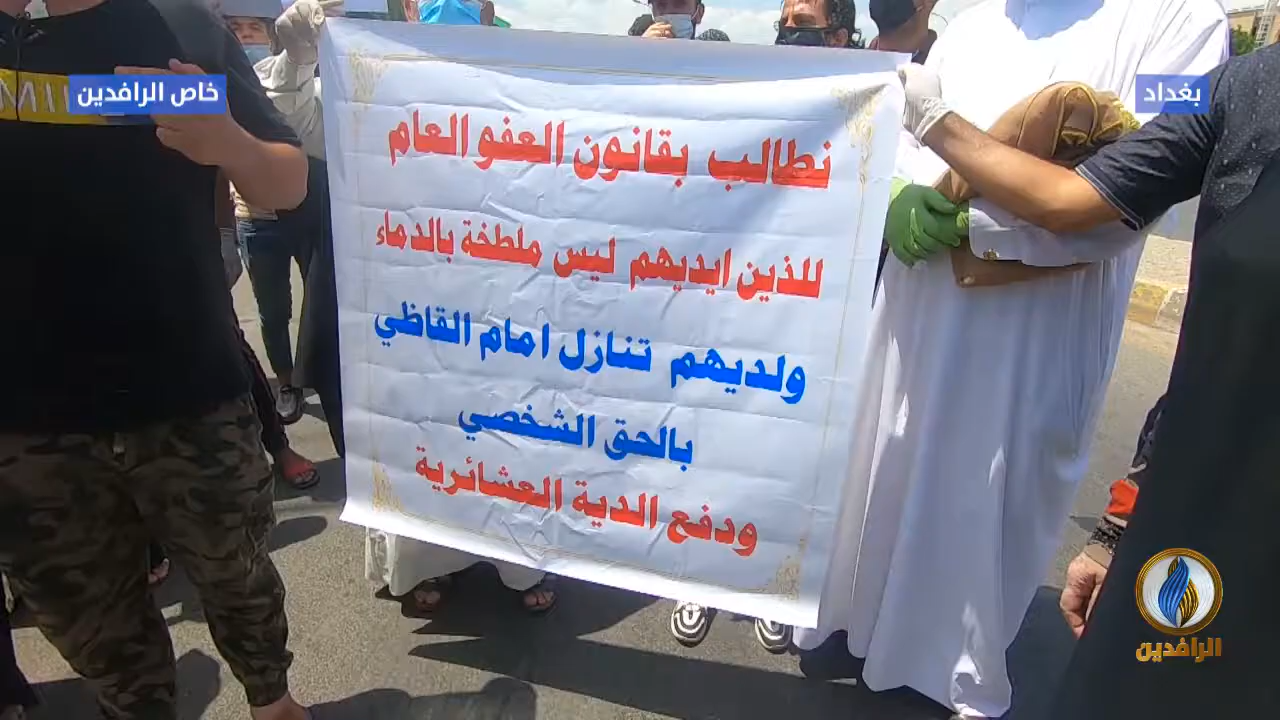 خاص الرافدين
بغداد
نطالب بقانون العفو العام
للذين ايديهم ليس ملطخة بالدماء
ولديهم تنازل امام القاظي
بالحق الشخصي
ودفع الدية العشائرية
الرافدين